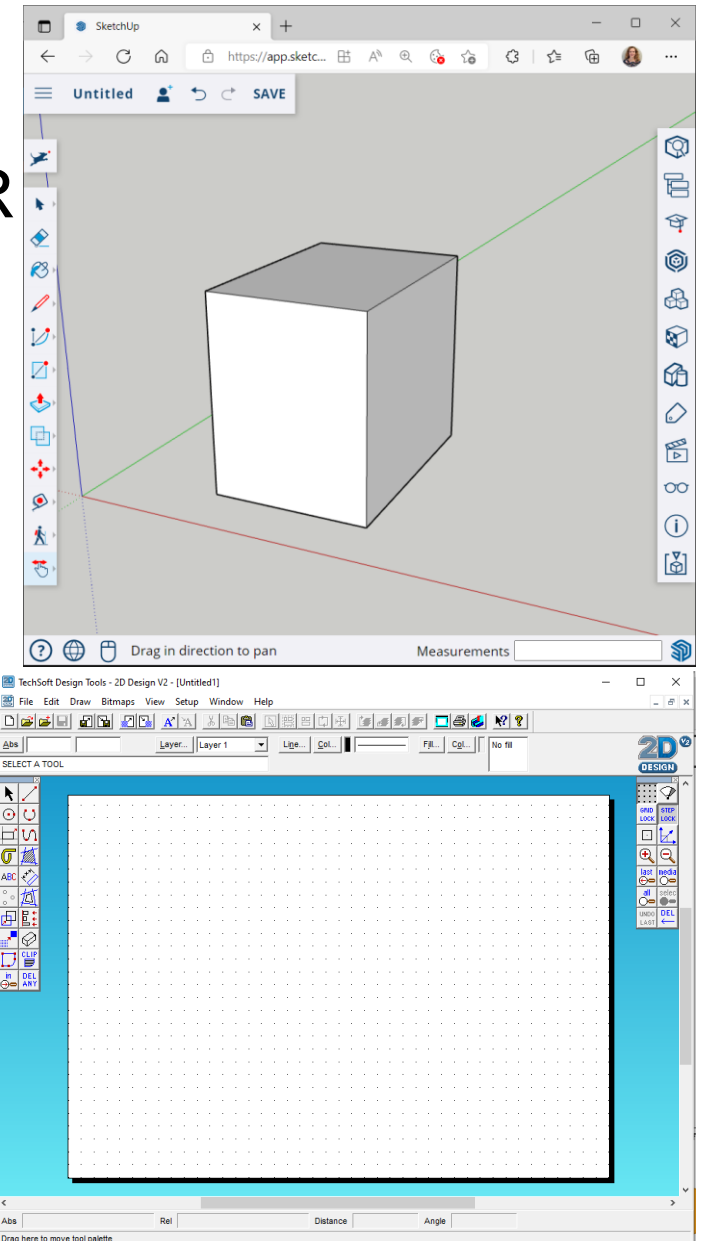 SketchUp
https://app.sketc...
Untitled SAVE
R
Drag in direction to pan Measurements
TechSoft Design Tools - 2D Design V2 - [Untitled1]
File Edit Draw Bitmaps View Setup Window Help
Abs Layer... Layer 1 Line... Col... Fill... Col... No fill
2D V2
DESIGN
SELECT A TOOL
GRID LOCK STEP LOCK
ABC
last media
all selec
UNDO LAST DEL
CLIP
in DEL ANY
Abs Rel Distance Angle
Drag here to move tool palette